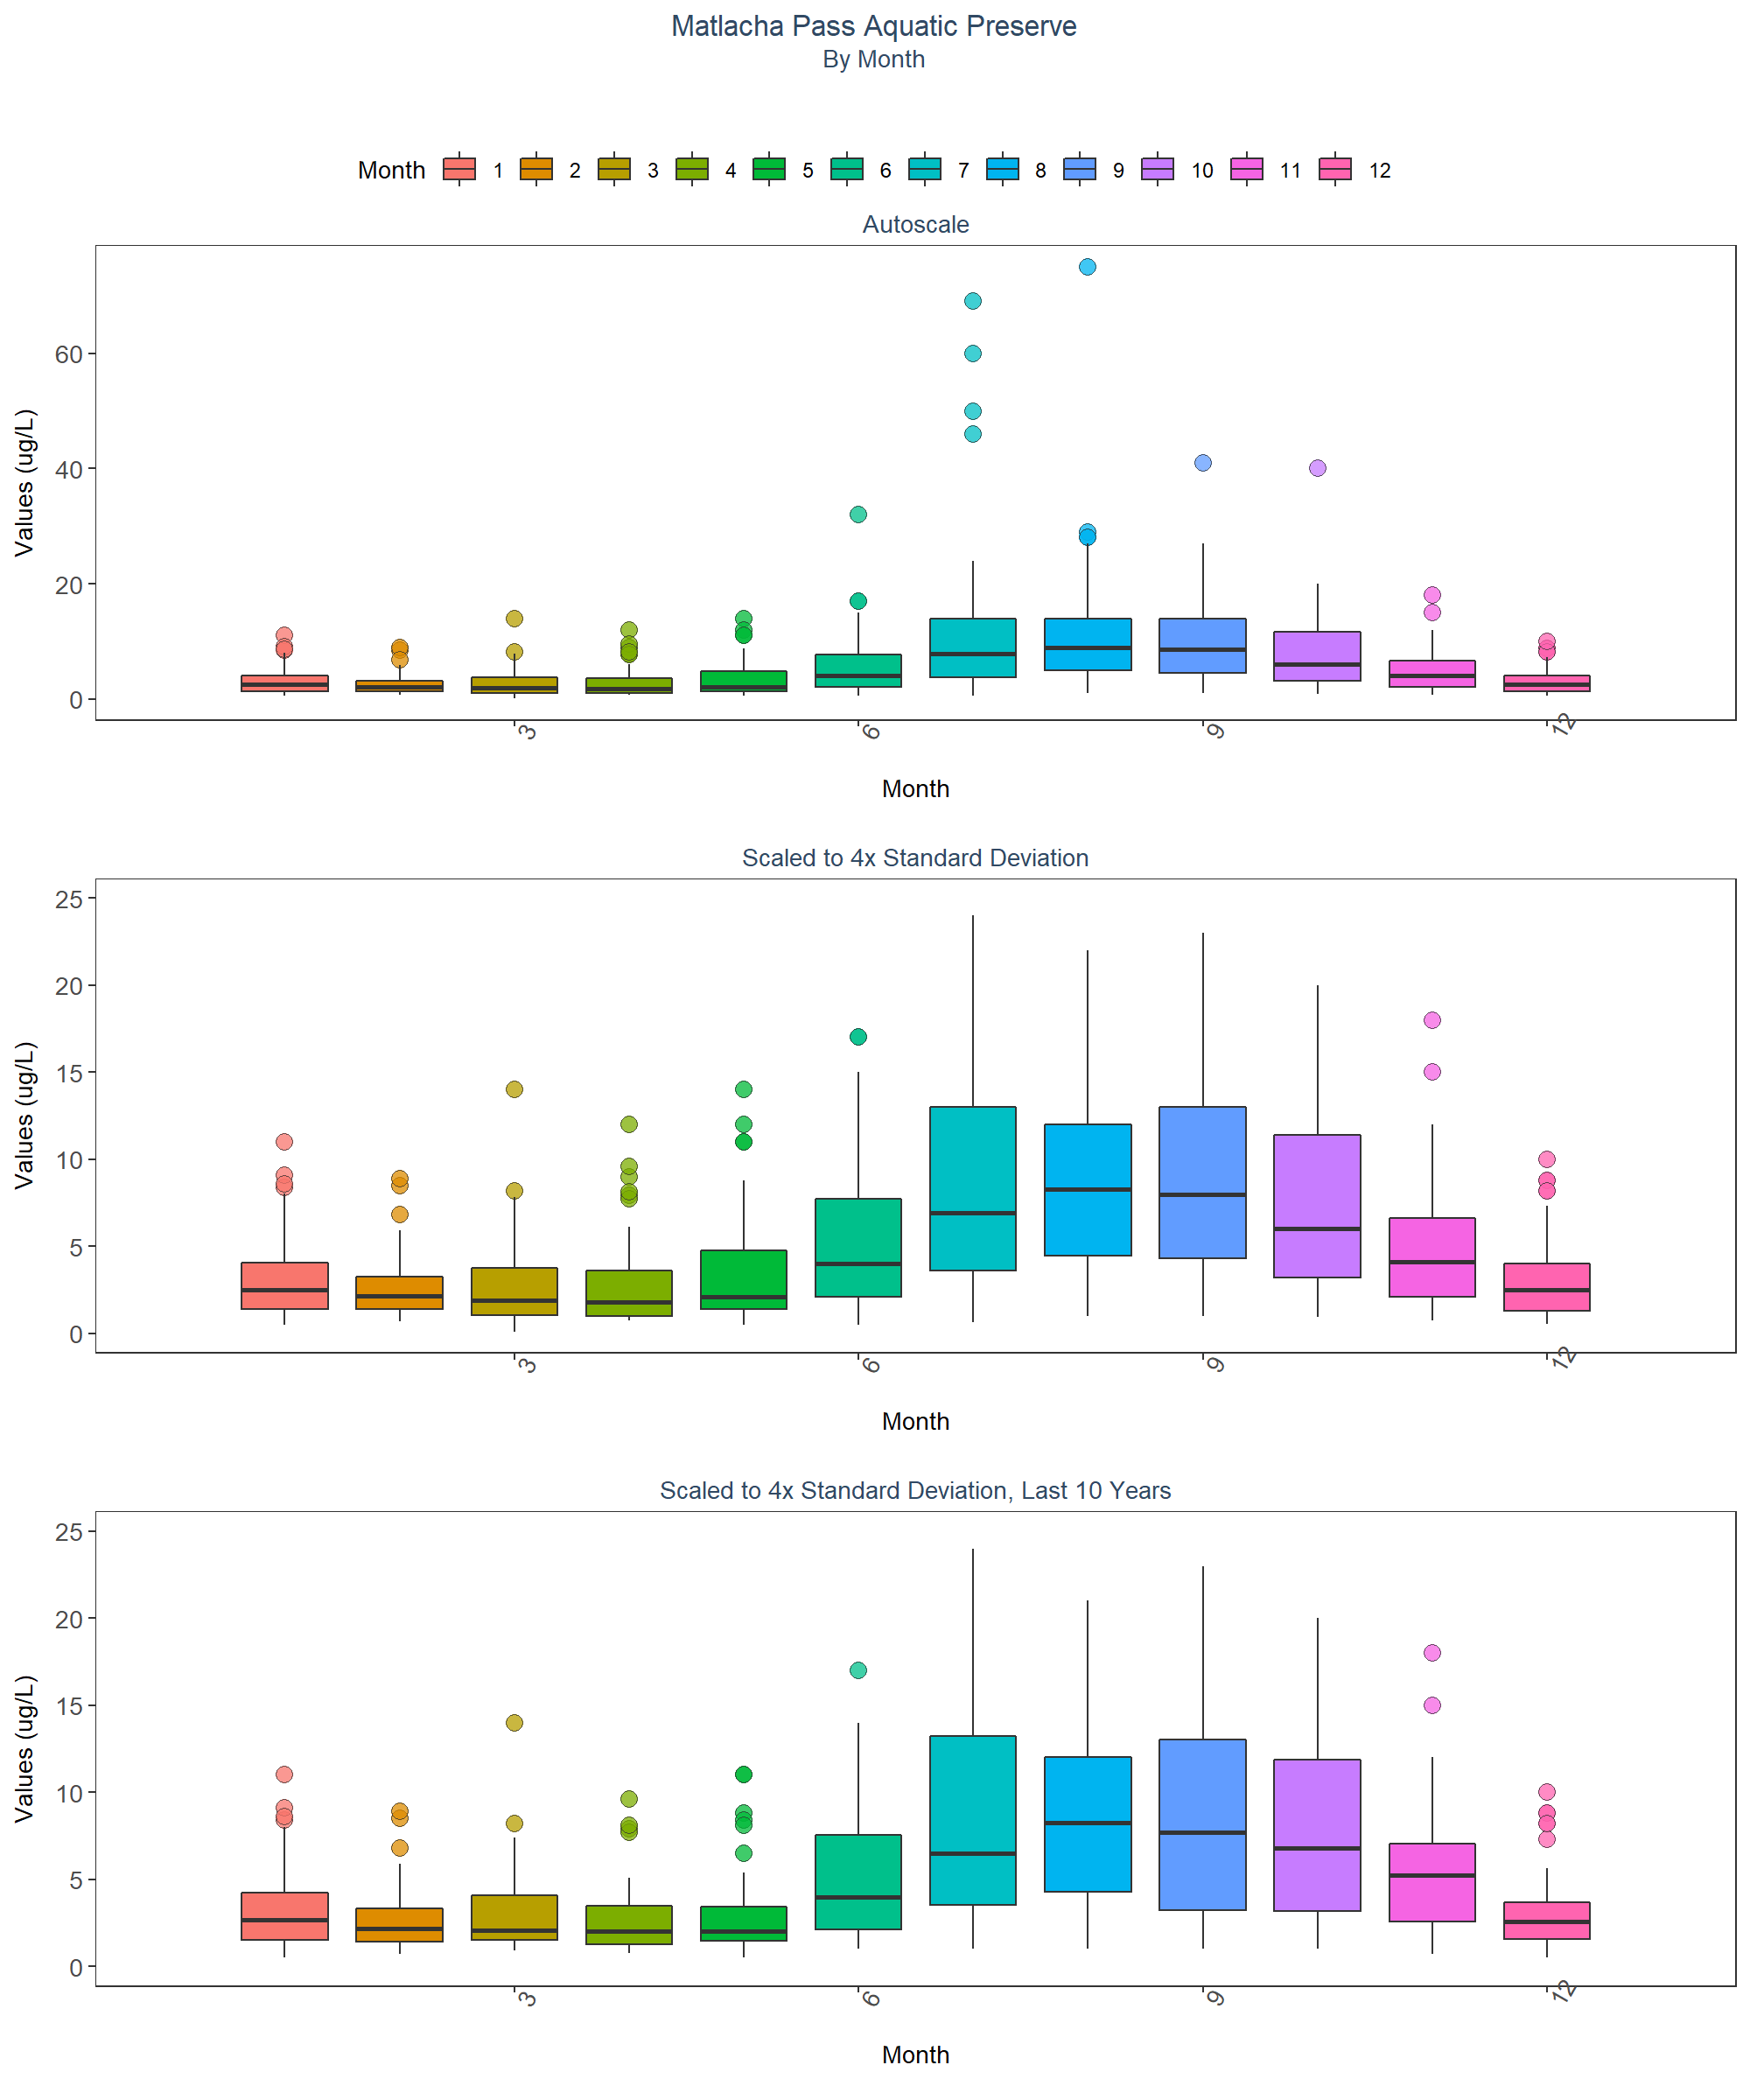 Matlacha Pass Aquatic Preserve
By Month
Month 1 2 3 4 5 6 7 8 9 10 11 12
Autoscale
Values (ug/L)
60
40
20
0
3 6 9 12
Month
Scaled to 4x Standard Deviation
Values (ug/L)
25
20
15
10
5
0
3 6 9 12
Month
Scaled to 4x Standard Deviation, Last 10 Years
Values (ug/L)
25
20
15
10
5
0
3 6 9 12
Month